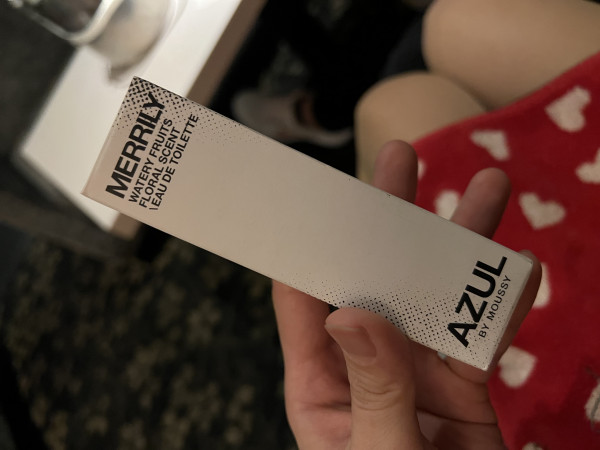 MERRILY
WATERY FRUITS
FLORAL SCENT
\EAU DE TOILETTE
AZUL
BY MOUSSY